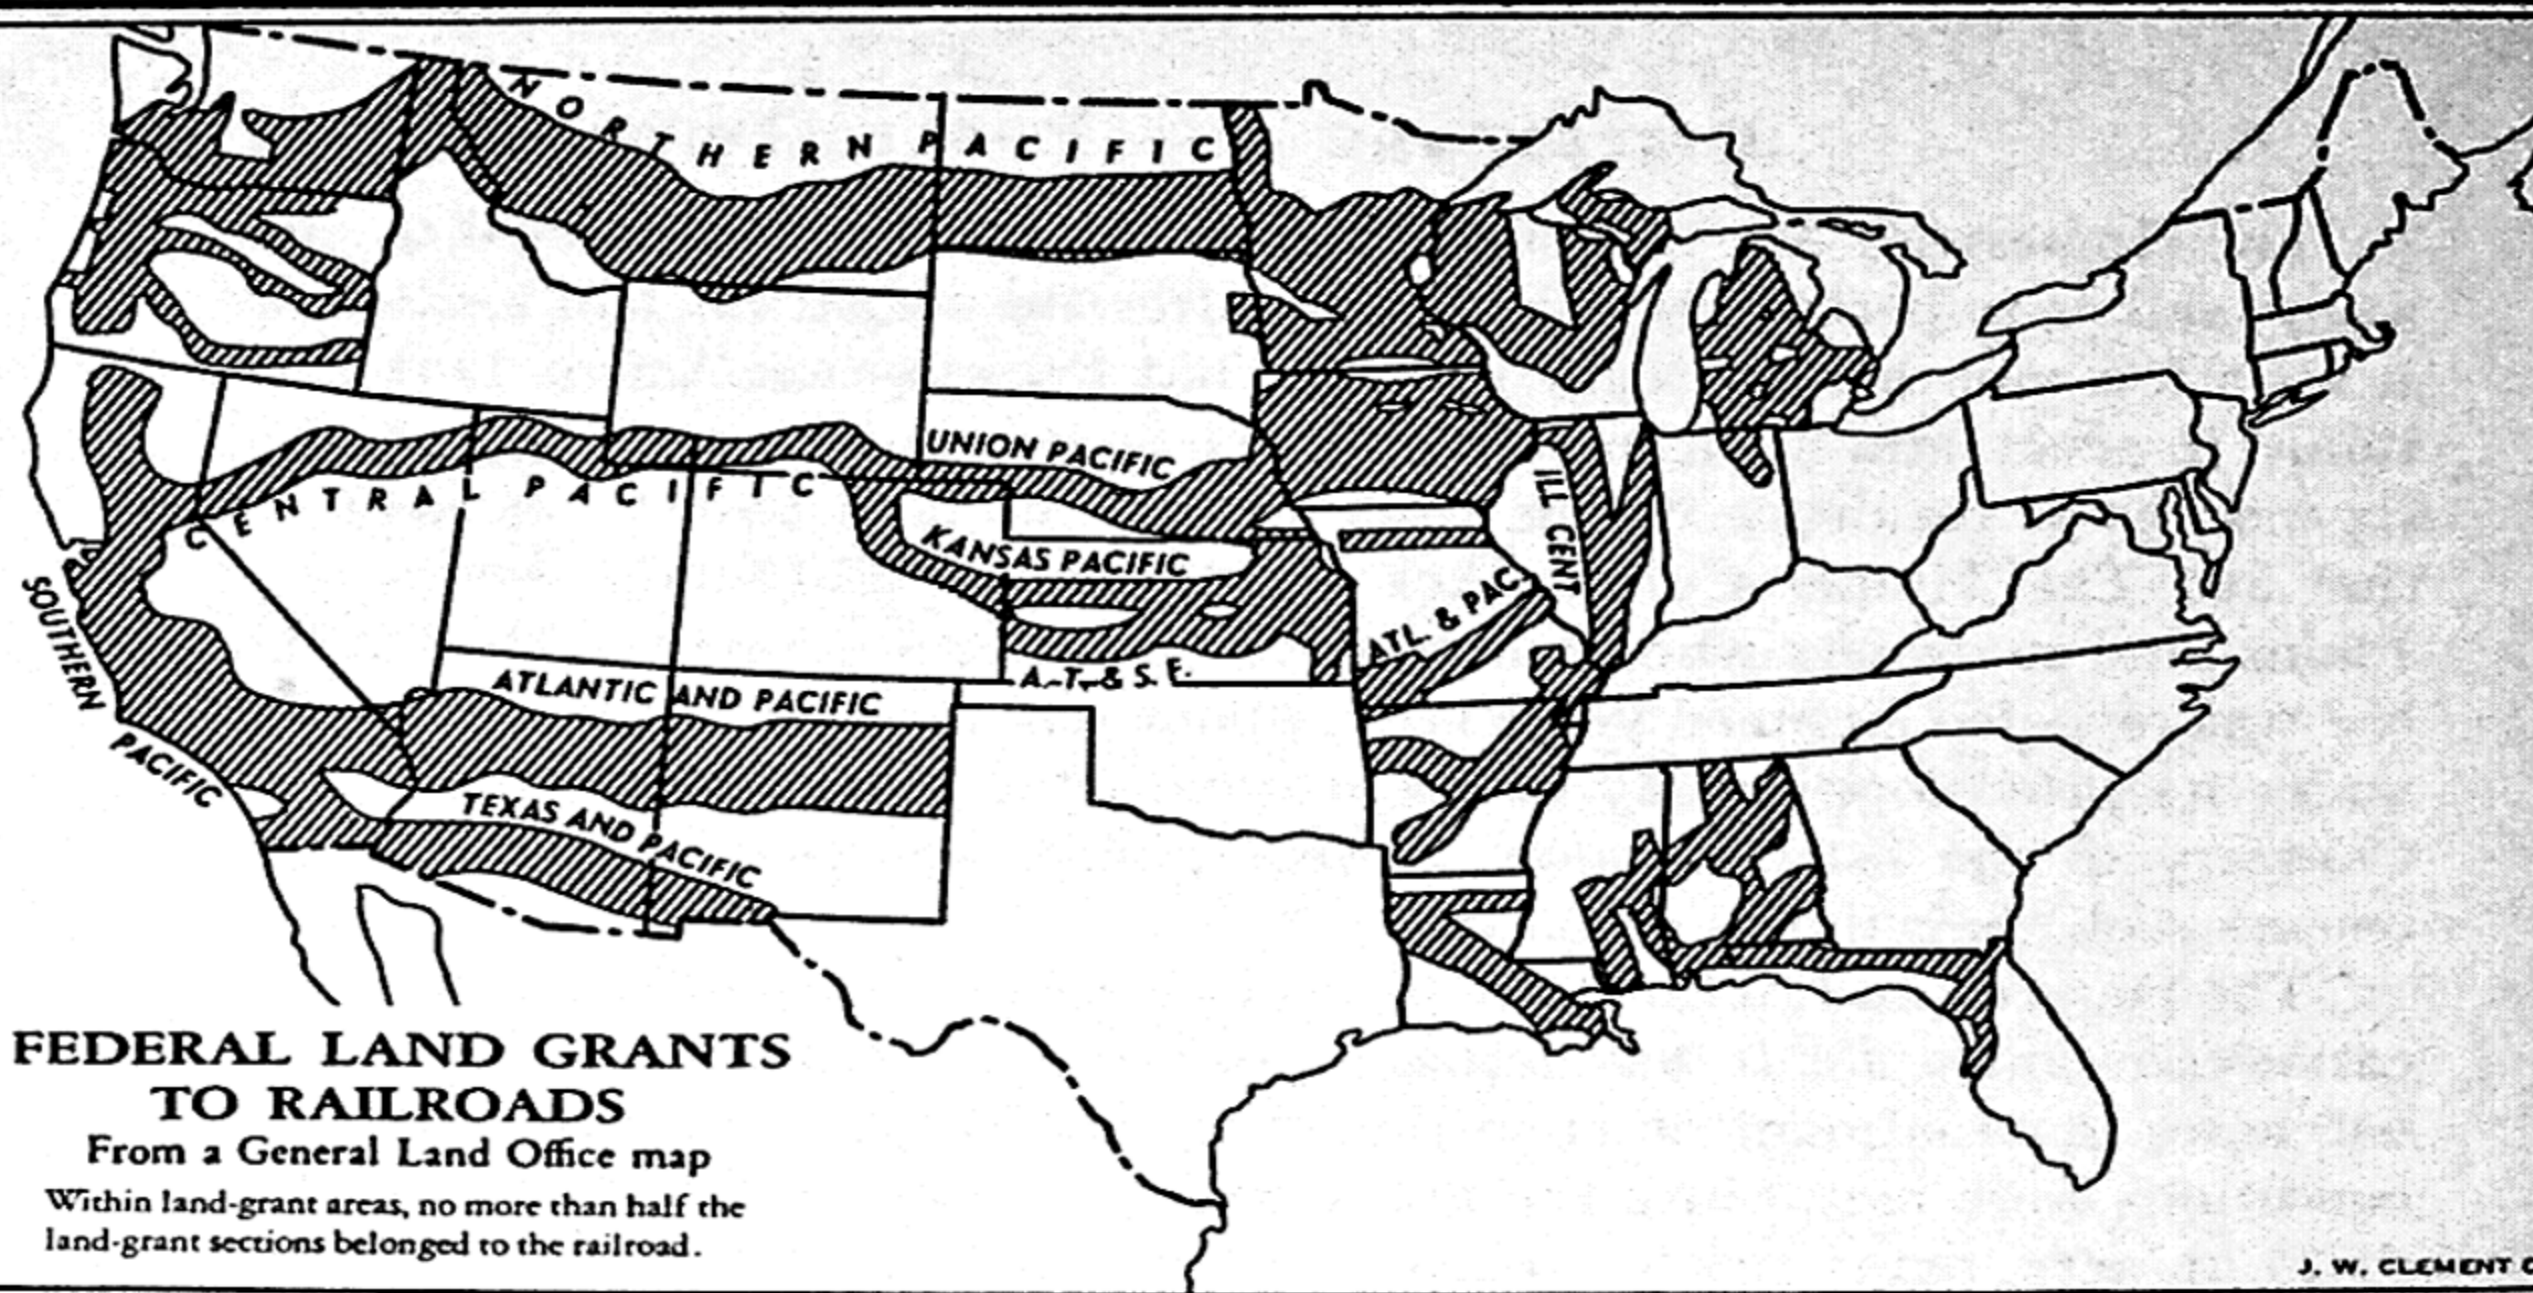 NORTHERN PACIFIC
UNION PACIFIC
CENTRAL PACIFIC
KANSAS PACIFIC
ILL CENT
ATL. & PAC.
SOUTHERN
PACIFIC
A. T. & S. F.
ATLANTIC AND PACIFIC
TEXAS AND PACIFIC
FEDERAL LAND GRANTS
TO RAILROADS
From a General Land Office map
Within land-grant areas, no more than half the
land-grant sections belonged to the railroad.
J. W. CLEMENT